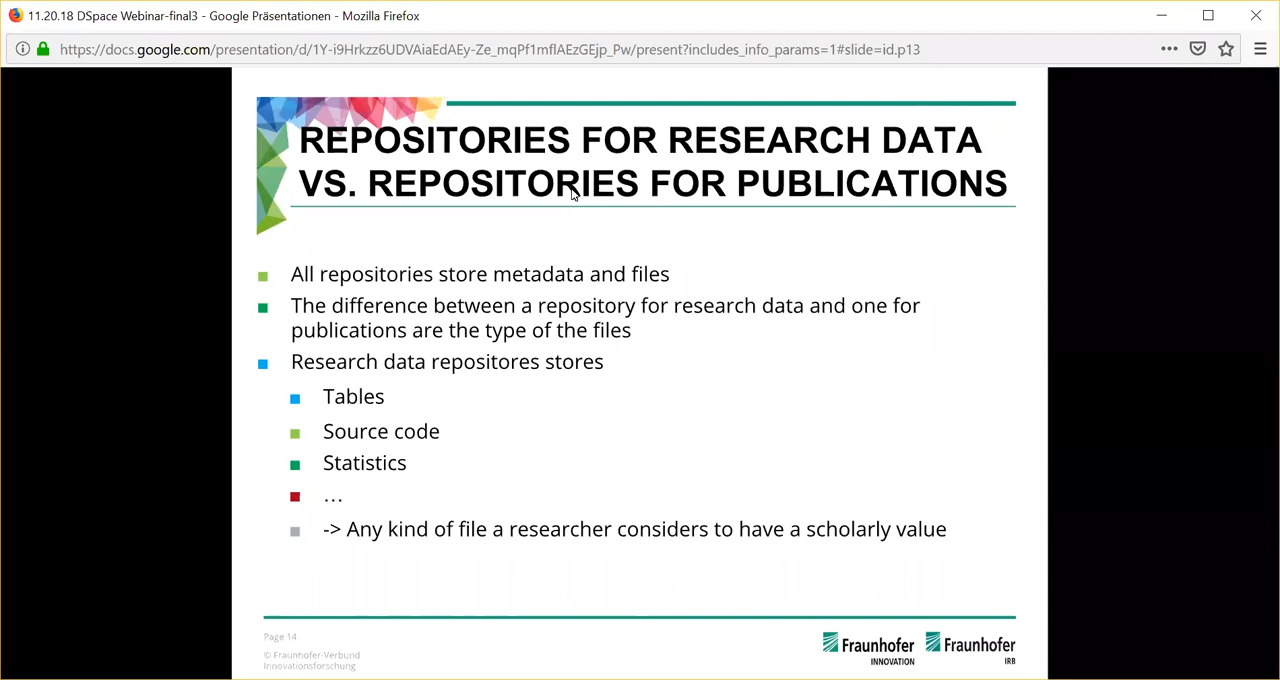 11.20.18 DSpace Webinar-final3 - Google Präsentationen - Mozilla Firefox
https://docs.google.com/presentation/d/1Y-i9Hrkzz6UDVAiaEdAEy-Ze_mqPf1mflAEzGEjp_Pw/present?includes_info_params=1#slide=id.p13
REPOSITORIES FOR RESEARCH DATA
VS. REPOSITORIES FOR PUBLICATIONS
All repositories store metadata and files
The difference between a repository for research data and one for
publications are the type of the files
Research data repositores stores
Tables
Source code
Statistics
…
-> Any kind of file a researcher considers to have a scholarly value
Page 14
© Fraunhofer-Verbund
Innovationsforschung
Fraunhofer
INNOVATION
Fraunhofer
IRB